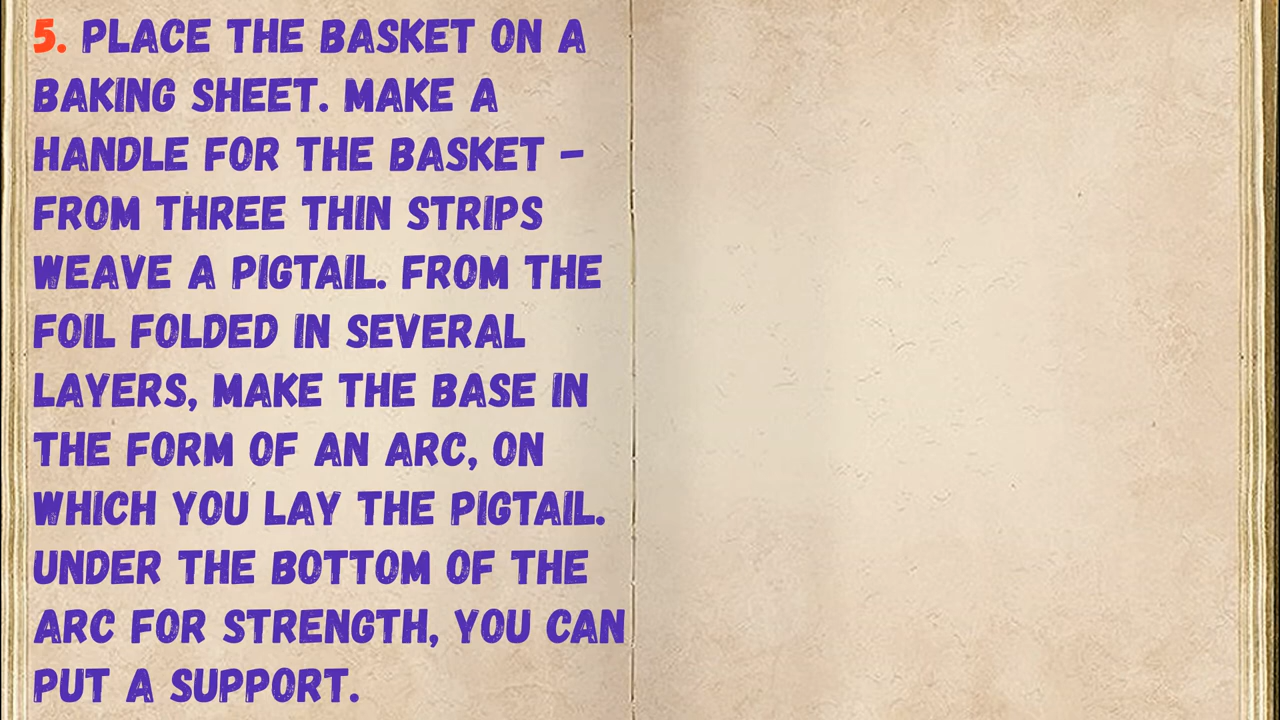 5. PLACE THE BASKET ON A
BAKING SHEET. MAKE A
HANDLE FOR THE BASKET –
FROM THREE THIN STRIPS
WEAVE A PIGTAIL. FROM THE
FOIL FOLDED IN SEVERAL
LAYERS, MAKE THE BASE IN
THE FORM OF AN ARC, ON
WHICH YOU LAY THE PIGTAIL.
UNDER THE BOTTOM OF THE
ARC FOR STRENGTH, YOU CAN
PUT A SUPPORT.